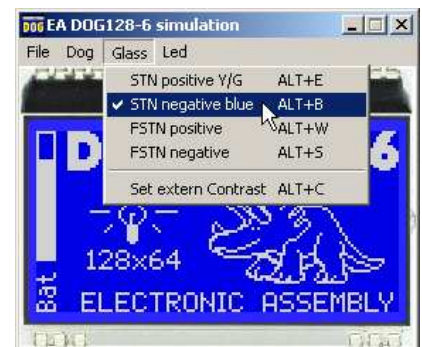 EA DOG128-6 simulation
File Dog Glass Led
STN positive Y/G ALT+E
STN negative blue ALT+B
FSTN positive ALT+W
FSTN negative ALT+S
Set extern Contrast ALT+C
D 6
128x64
Bat
ELECTRONIC ASSEMBLY